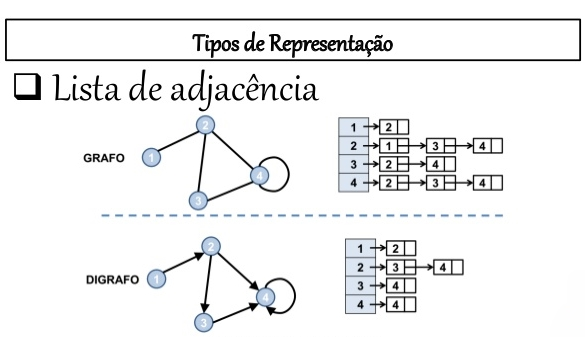 Tipos de Representação
Lista de adjacência
GRAFO
1
2
3
4
1 2
2 1 3 4
3 2 4
4 2 3 4
DIGRAFO
1
2
3
4
1 2
2 3 4
3 4
4 4